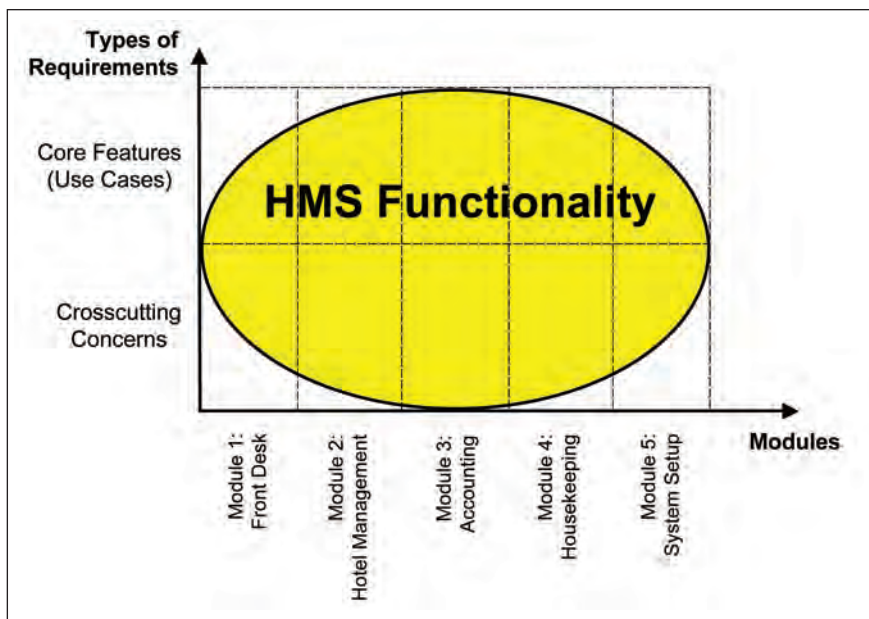 Types of
Requirements
Core Features
(Use Cases)
HMS Functionality
Crosscutting
Concerns
Modules
Module 1:
Front Desk
Module 2:
Hotel Management
Module 3:
Accounting
Module 4:
Housekeeping
Module 5:
System Setup